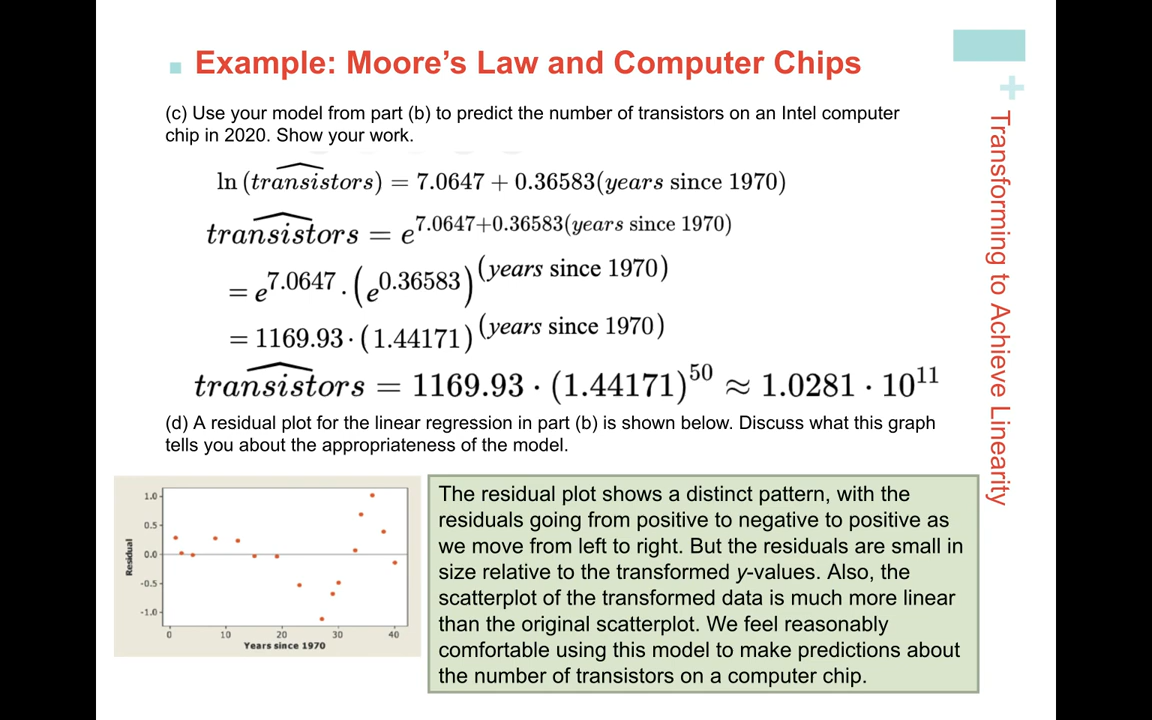 Example: Moore's Law and Computer Chips
(c) Use your model from part (b) to predict the number of transistors on an Intel computer
chip in 2020. Show your work.
ln (transistors) = 7.0647 + 0.36583(years since 1970)
transistors = e^7.0647+0.36583(years since 1970)
= e^7.0647 · (e^0.36583)^(years since 1970)
= 1169.93 · (1.44171)^(years since 1970)
transistors = 1169.93 · (1.44171)^50 ≈ 1.0281 · 10^11
(d) A residual plot for the linear regression in part (b) is shown below. Discuss what this graph
tells you about the appropriateness of the model.
1.0
0.5
0.0
-0.5
-1.0
Residual
0 10 20 30 40
Years since 1970
The residual plot shows a distinct pattern, with the
residuals going from positive to negative to positive as
we move from left to right. But the residuals are small in
size relative to the transformed y-values. Also, the
scatterplot of the transformed data is much more linear
than the original scatterplot. We feel reasonably
comfortable using this model to make predictions about
the number of transistors on a computer chip.
+
Transforming to Achieve Linearity